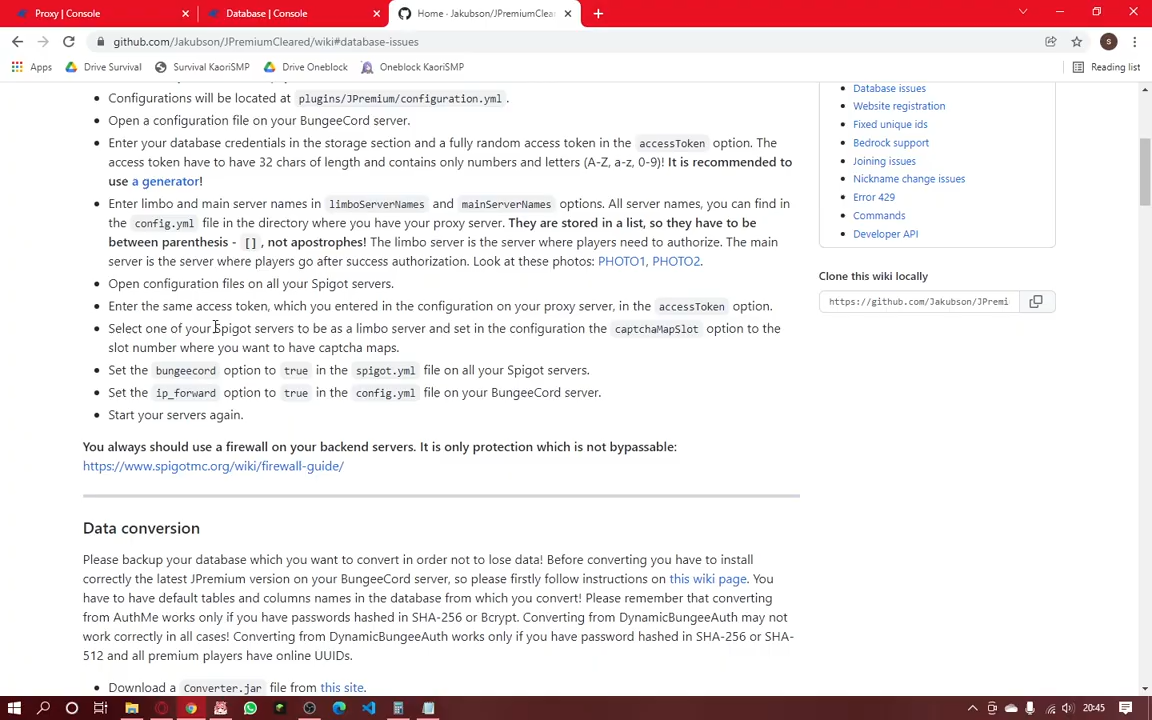 Proxy | Console
Database | Console
Home · Jakubson/JPremiumClea
github.com/Jakubson/JPremiumCleared/wiki#database-issues
S
Apps
Drive Survival
Survival KaoriSMP
Drive Oneblock
Oneblock KaoriSMP
Reading list
Configurations will be located at plugins/JPremium/configuration.yml.
Open a configuration file on your BungeeCord server.
Enter your database credentials in the storage section and a fully random access token in the accessToken option. The
access token have to have 32 chars of length and contains only numbers and letters (A-Z, a-z, 0-9)! It is recommended to
use a generator!
Enter limbo and main server names in limboServerNames and mainServerNames options. All server names, you can find in
the config.yml file in the directory where you have your proxy server. They are stored in a list, so they have to be
between parenthesis - [], not apostrophes! The limbo server is the server where players need to authorize. The main
server is the server where players go after success authorization. Look at these photos: PHOTO1, PHOTO2.
Open configuration files on all your Spigot servers.
Enter the same access token, which you entered in the configuration on your proxy server, in the accessToken option.
Select one of your Spigot servers to be as a limbo server and set in the configuration the captchaMapSlot option to the
slot number where you want to have captcha maps.
Set the bungeecord option to true in the spigot.yml file on all your Spigot servers.
Set the ip_forward option to true in the config.yml file on your BungeeCord server.
Start your servers again.
You always should use a firewall on your backend servers. It is only protection which is not bypassable:
https://www.spigotmc.org/wiki/firewall-guide/
Data conversion
Please backup your database which you want to convert in order not to lose data! Before converting you have to install
correctly the latest JPremium version on your BungeeCord server, so please firstly follow instructions on this wiki page. You
have to have default tables and columns names in the database from which you convert! Please remember that converting
from AuthMe works only if you have passwords hashed in SHA-256 or Bcrypt. Converting from DynamicBungeeAuth may not
work correctly in all cases! Converting from DynamicBungeeAuth works only if you have password hashed in SHA-256 or SHA-
512 and all premium players have online UUIDs.
Download a Converter.jar file from this site.
Database issues
Website registration
Fixed unique ids
Bedrock support
Joining issues
Nickname change issues
Error 429
Commands
Developer API
Clone this wiki locally
https://github.com/Jakubson/JPremi
20:45